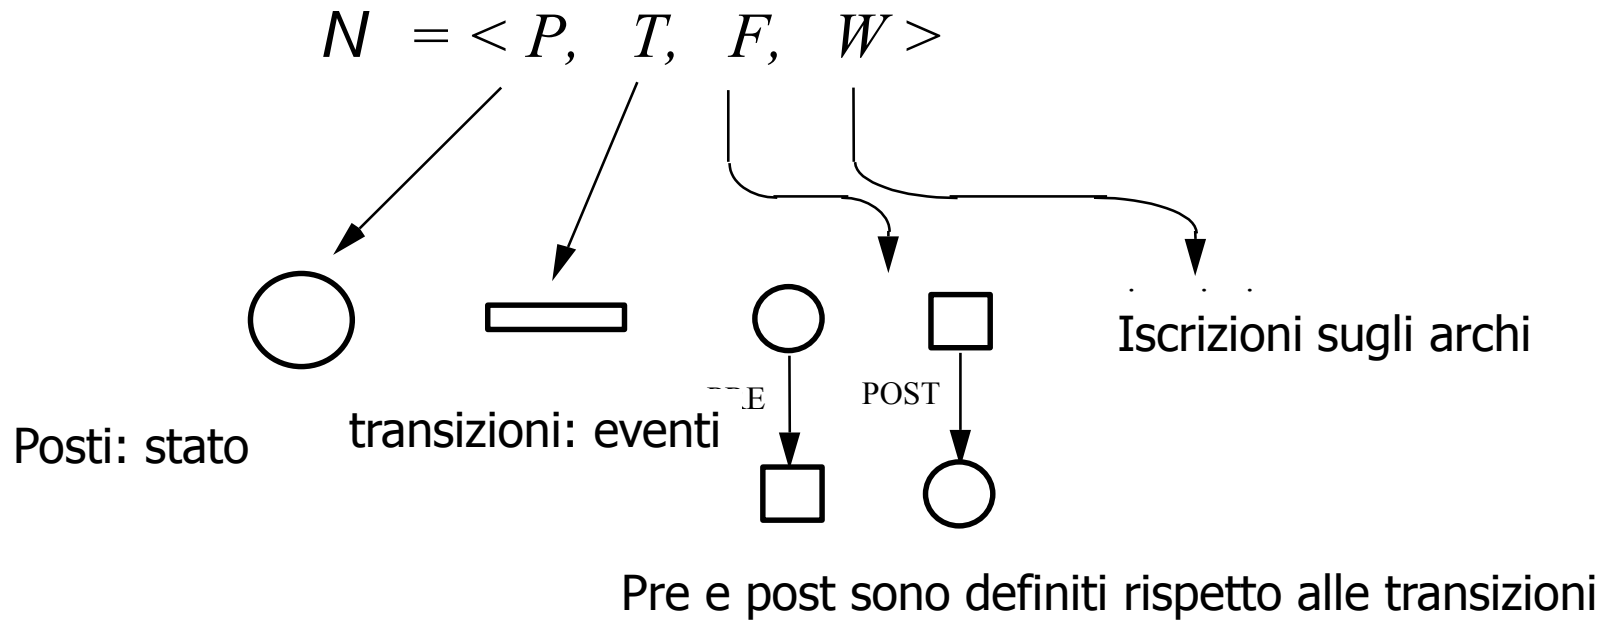 N = < P, T, F, W >
Iscrizioni sugli archi
POST
transizioni: eventi
Posti: stato
Pre e post sono definiti rispetto alle transizioni